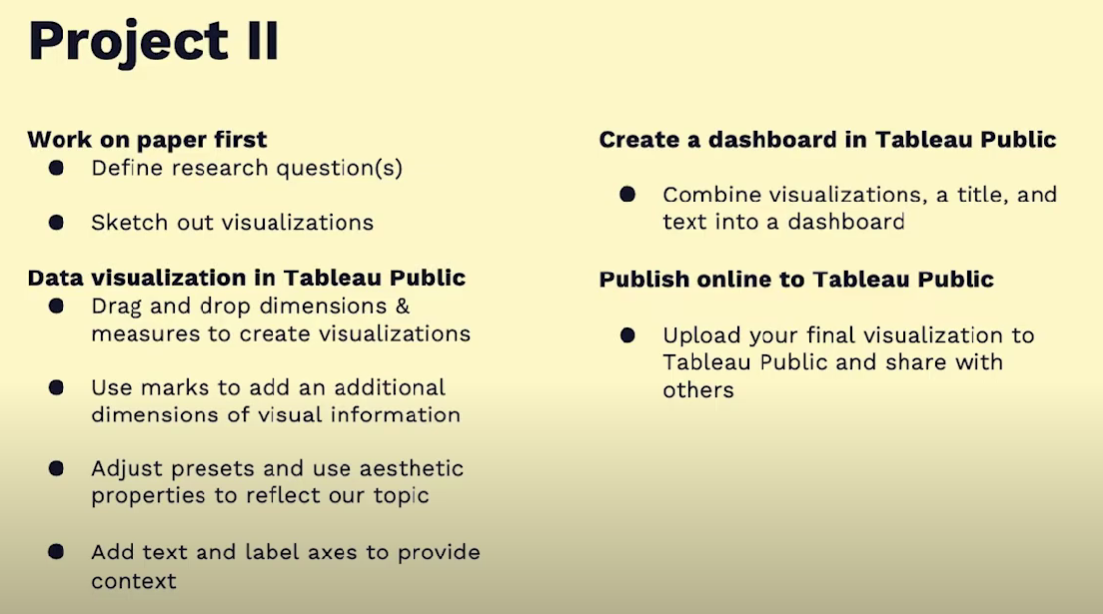 Project II
Work on paper first
● Define research question(s)
● Sketch out visualizations
Data visualization in Tableau Public
● Drag and drop dimensions &
measures to create visualizations
● Use marks to add an additional
dimensions of visual information
● Adjust presets and use aesthetic
properties to reflect our topic
● Add text and label axes to provide
context
Create a dashboard in Tableau Public
● Combine visualizations, a title, and
text into a dashboard
Publish online to Tableau Public
● Upload your final visualization to
Tableau Public and share with
others